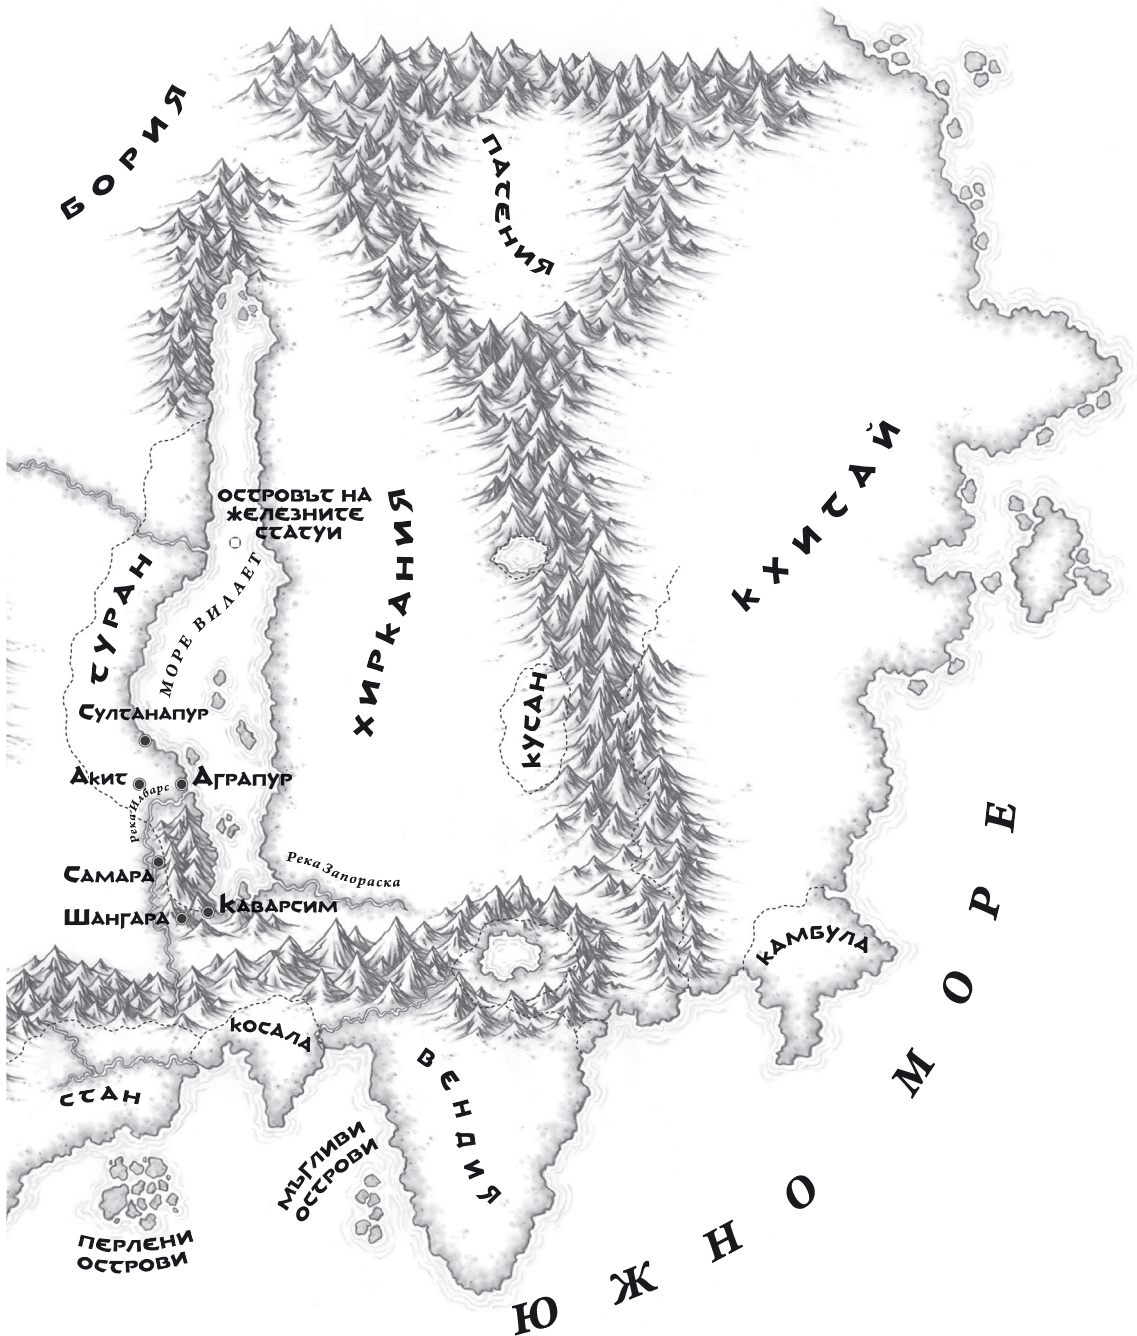 БОРИЯ
ПАТЕНИЯ
КХИТАЙ
ОСТРОВЪТ НА
ЖЕЛЕЗНИТЕ
СТАТУИ
ХИРКАНИЯ
ТУРАН
МОРЕ ВИЛАЕТ
КУСАН
СУЛТАНАПУР
АКИТ
АГРАПУР
Река Илбарс
САМАРА
Река Запораска
ШАНГАРА
КАВАРСИМ
КАМБУЛА
КОСАЛА
СТАН
ВЕНДИЯ
МЪГЛИВИ
ОСТРОВИ
ПЕРЛЕНИ
ОСТРОВИ
ЮЖНО МОРЕ